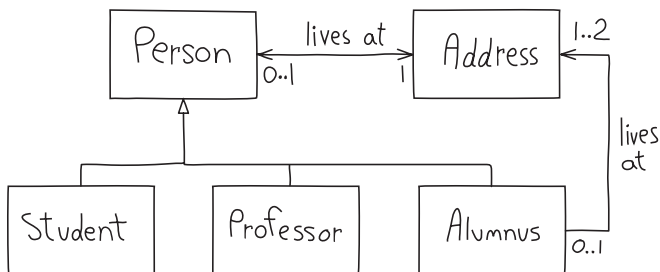 Person
lives at
Address
0..1
1
1..2
lives
at
Student
Professor
Alumnus
0..1